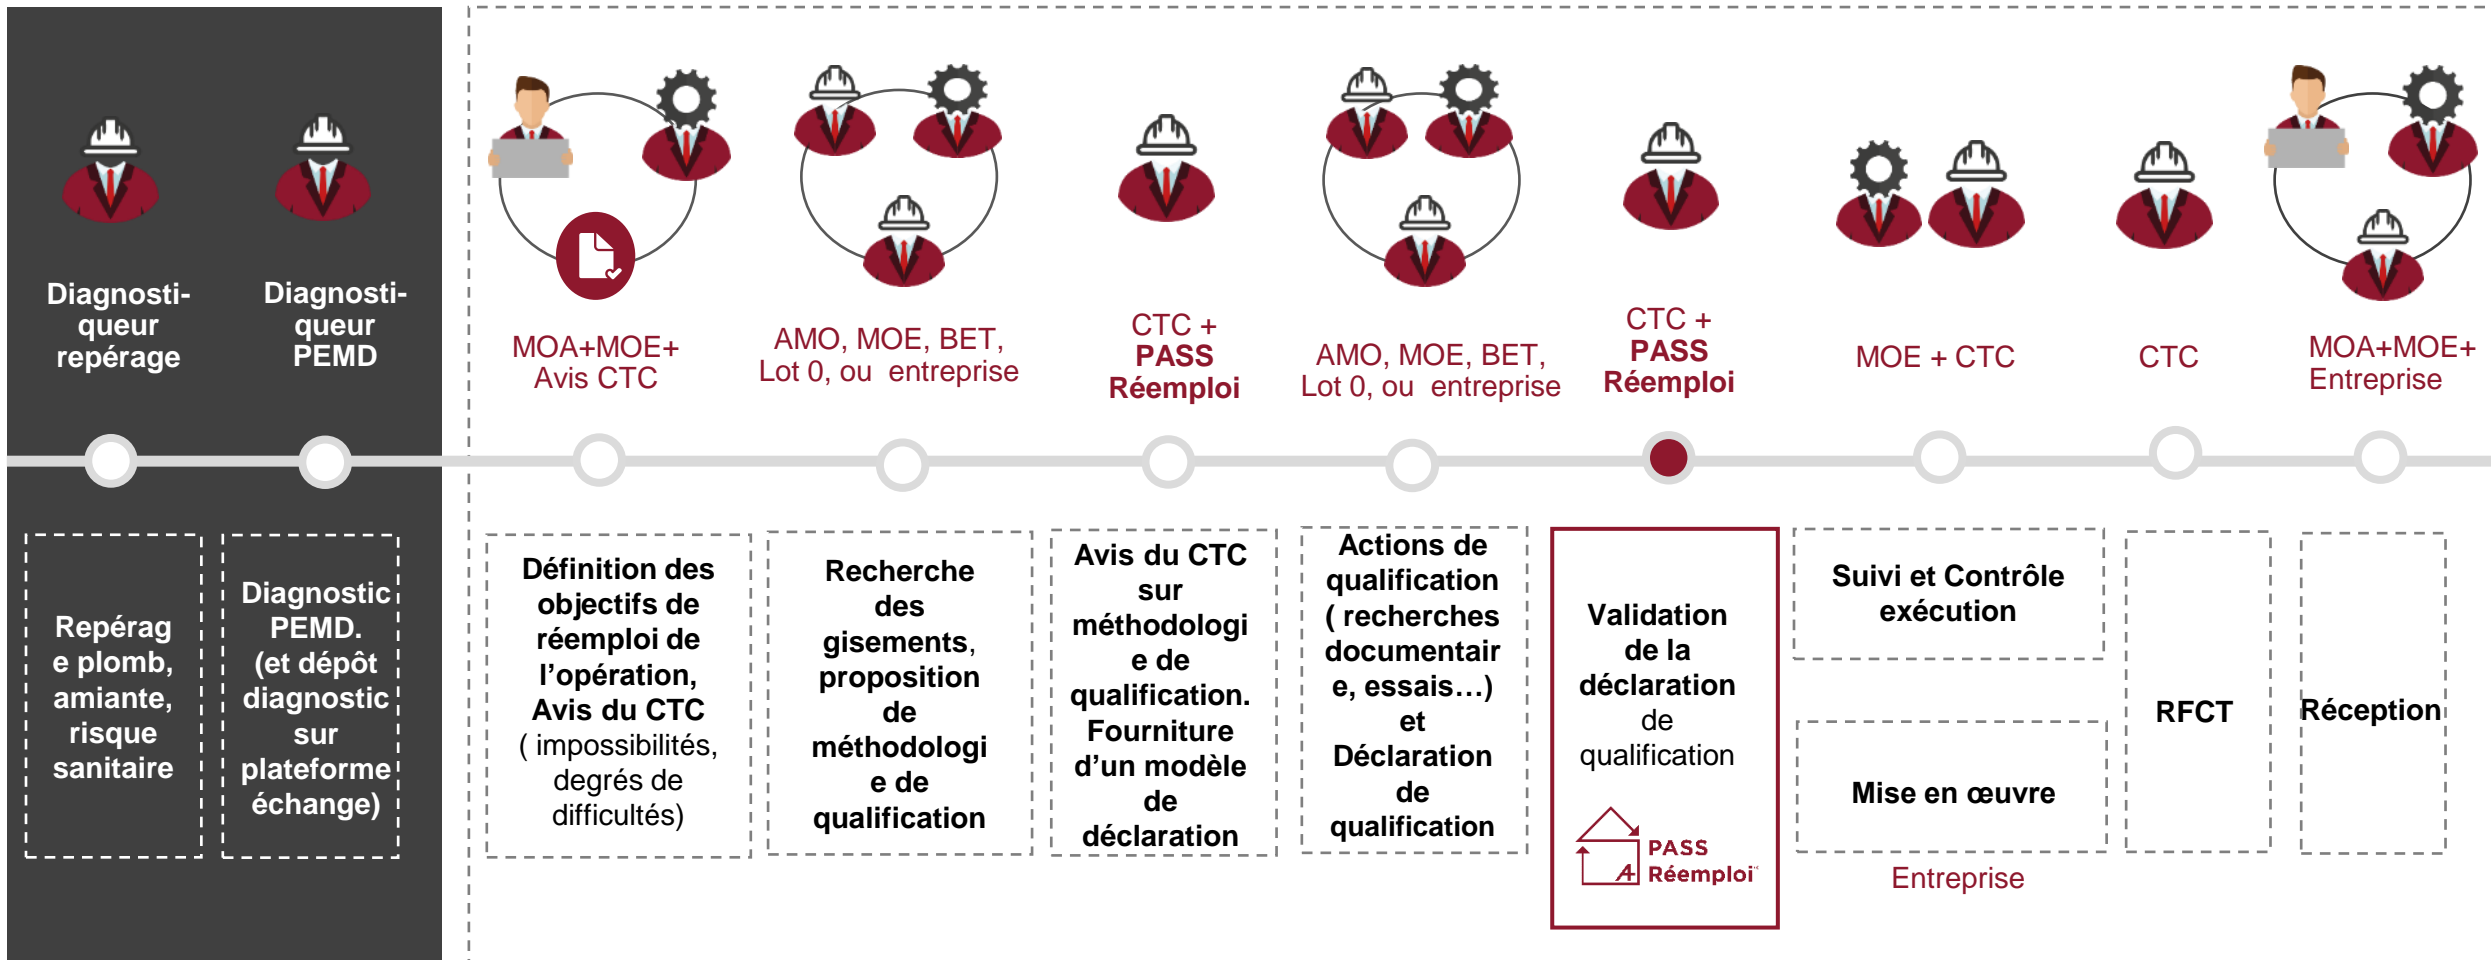 Diagnosti-
queur
repérage
Diagnosti-
queur
PEMD
MOA+MOE+
Avis CTC
AMO, MOE, BET,
Lot 0, ou entreprise
CTC +
PASS
Réemploi
AMO, MOE, BET,
Lot 0, ou entreprise
CTC +
PASS
Réemploi
MOE + CTC
CTC
MOA+MOE+
Entreprise
Repérag
e plomb,
amiante,
risque
sanitaire
Diagnostic
PEMD.
(et dépôt
diagnostic
sur
plateforme
échange)
Définition des
objectifs de
réemploi de
l’opération,
Avis du CTC
( impossibilités,
degrés de
difficultés)
Recherche
des
gisements,
proposition
de
méthodologi
e de
qualification
Avis du CTC
sur
méthodologi
e de
qualification.
Fourniture
d’un modèle
de
déclaration
Actions de
qualification
( recherches
documentair
e, essais…)
et
Déclaration
de
qualification
Validation
de la
déclaration
de
qualification
PASS
Réemploi
Suivi et Contrôle
exécution
Mise en œuvre
Entreprise
RFCT
Réception